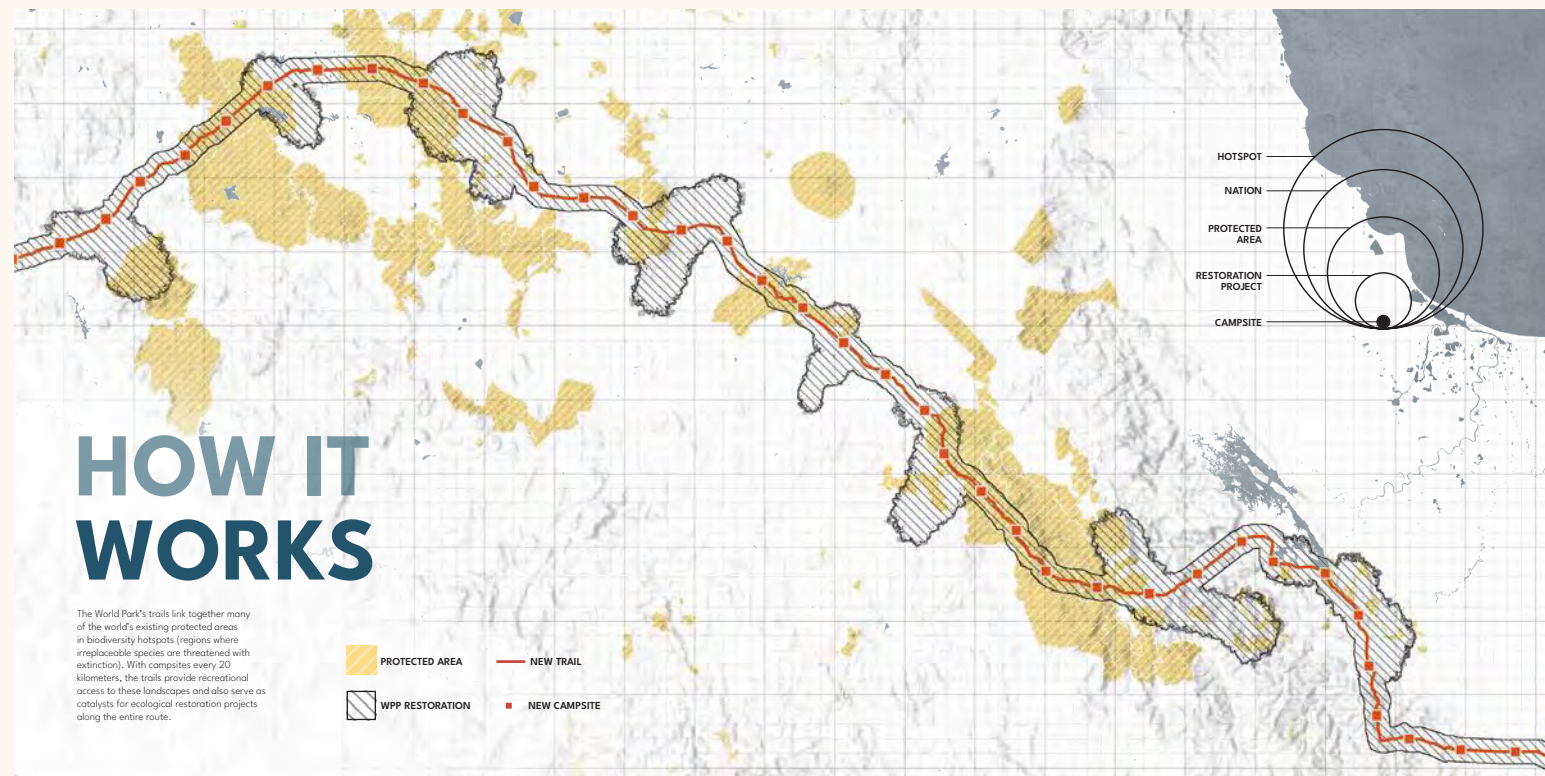 HOTSPOT
NATION
PROTECTED
AREA
RESTORATION
PROJECT
CAMPSITE
HOW IT
WORKS
The World Park's trails link together many
of the world's existing protected areas
in biodiversity hotspots (regions where
irreplaceable species are threatened with
extinction). With campsites every 20
kilometers, the trails provide recreational
access to these landscapes and also serve as
catalysts for ecological restoration projects
along the entire route.
PROTECTED AREA
NEW TRAIL
WPP RESTORATION
NEW CAMPSITE